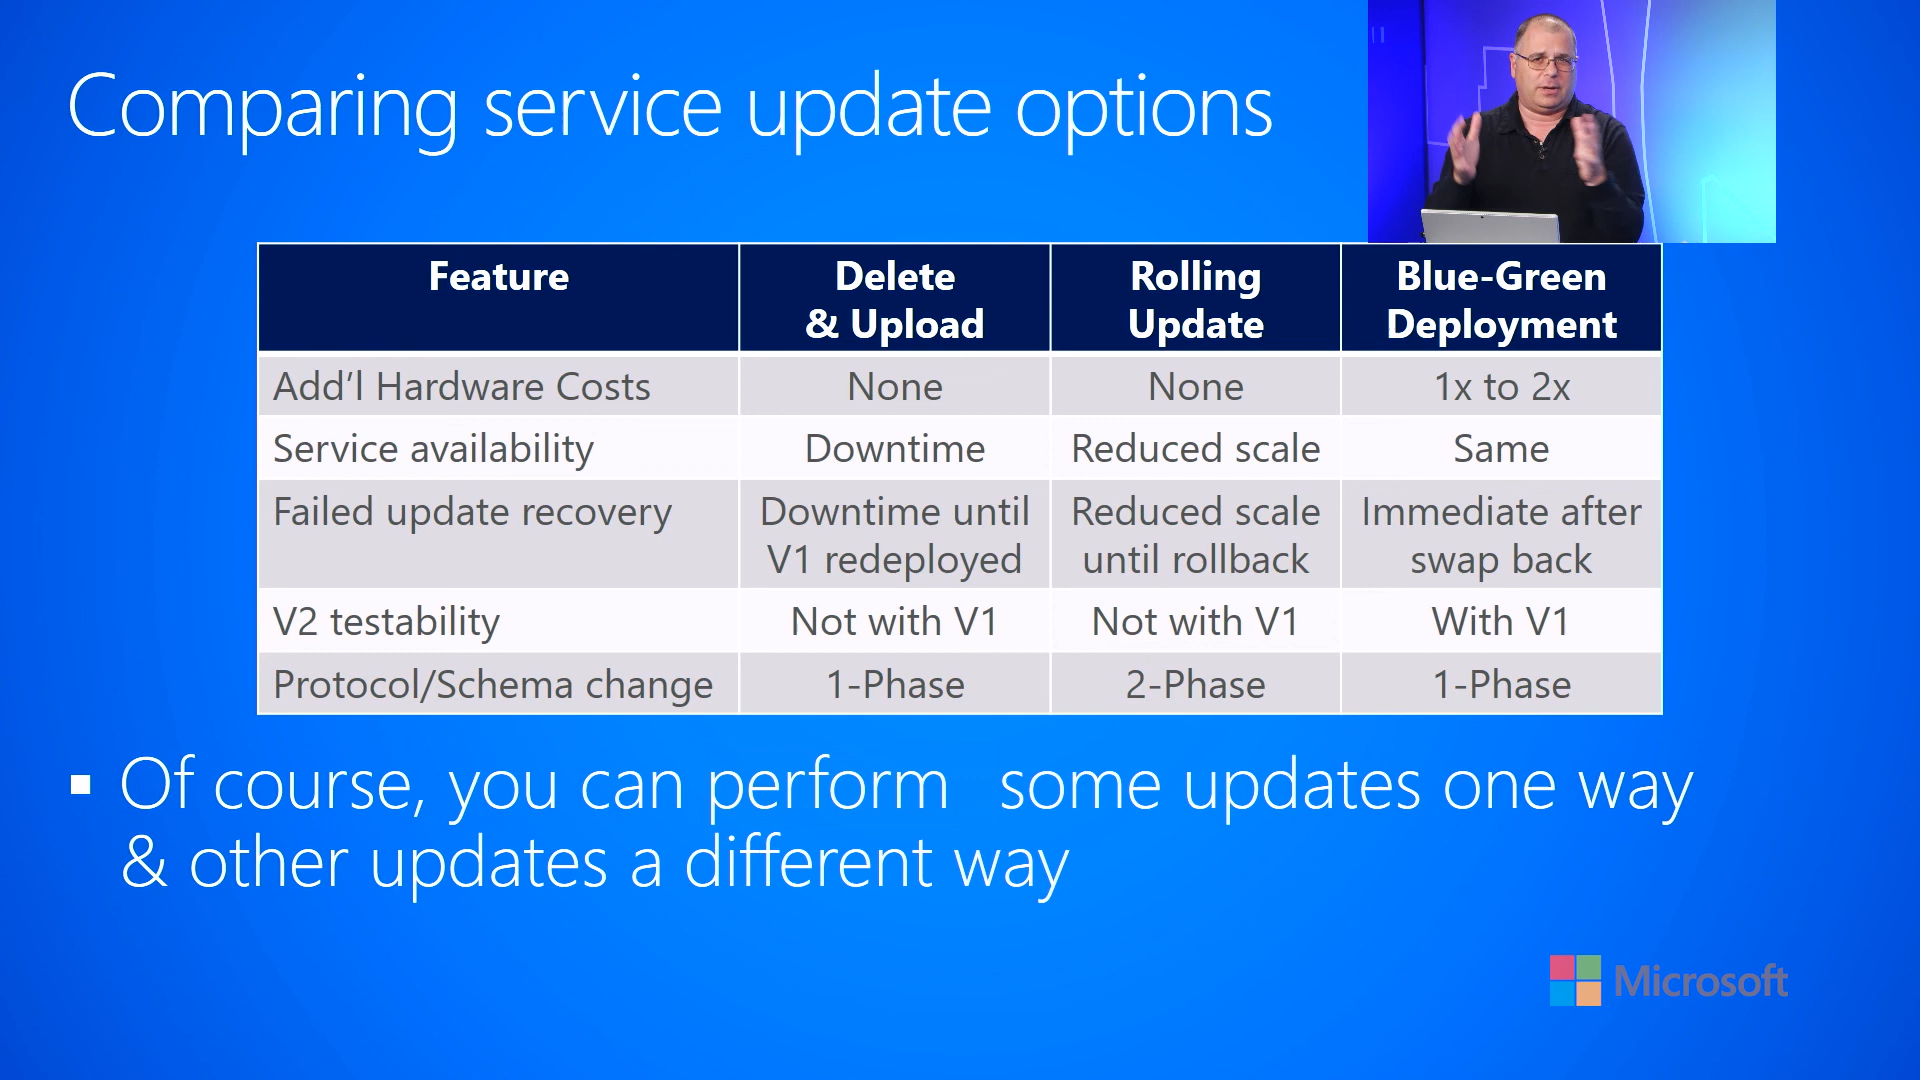 Comparing service update options
Feature
Delete
& Upload
Rolling
Update
Blue-Green
Deployment
Add’l Hardware Costs
None
None
1x to 2x
Service availability
Downtime
Reduced scale
Same
Failed update recovery
Downtime until
V1 redeployed
Reduced scale
until rollback
Immediate after
swap back
V2 testability
Not with V1
Not with V1
With V1
Protocol/Schema change
1-Phase
2-Phase
1-Phase
Of course, you can perform some updates one way
& other updates a different way
Microsoft